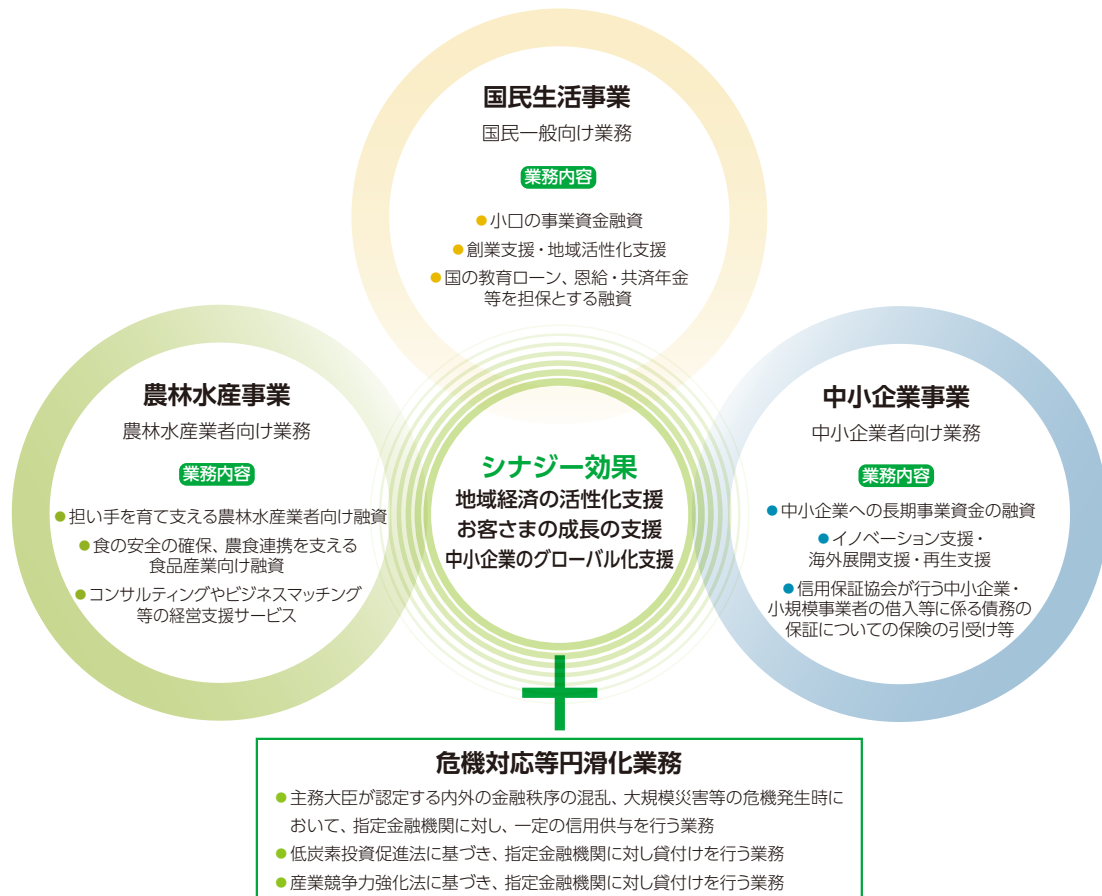 国民生活事業
国民一般向け業務
業務内容
●小口の事業資金融資
●創業支援・地域活性化支援
●国の教育ローン、恩給・共済年金
等を担保とする融資
農林水産事業
農林水産業者向け業務
業務内容
●担い手を育て支える農林水産業者向け融資
●食の安全の確保、農食連携を支える
食品産業向け融資
●コンサルティングやビジネスマッチング
等の経営支援サービス
シナジー効果
地域経済の活性化支援
お客さまの成長の支援
中小企業のグローバル化支援
中小企業事業
中小企業者向け業務
業務内容
●中小企業への長期事業資金の融資
●イノベーション支援・
海外展開支援・再生支援
●信用保証協会が行う中小企業・
小規模事業者の借入等に係る債務の
保証についての保険の引受け等
危機対応等円滑化業務
●主務大臣が認定する内外の金融秩序の混乱、大規模災害等の危機発生時に
おいて、指定金融機関に対し、一定の信用供与を行う業務
●低炭素投資促進法に基づき、指定金融機関に対し貸付けを行う業務
●産業競争力強化法に基づき、指定金融機関に対し貸付けを行う業務